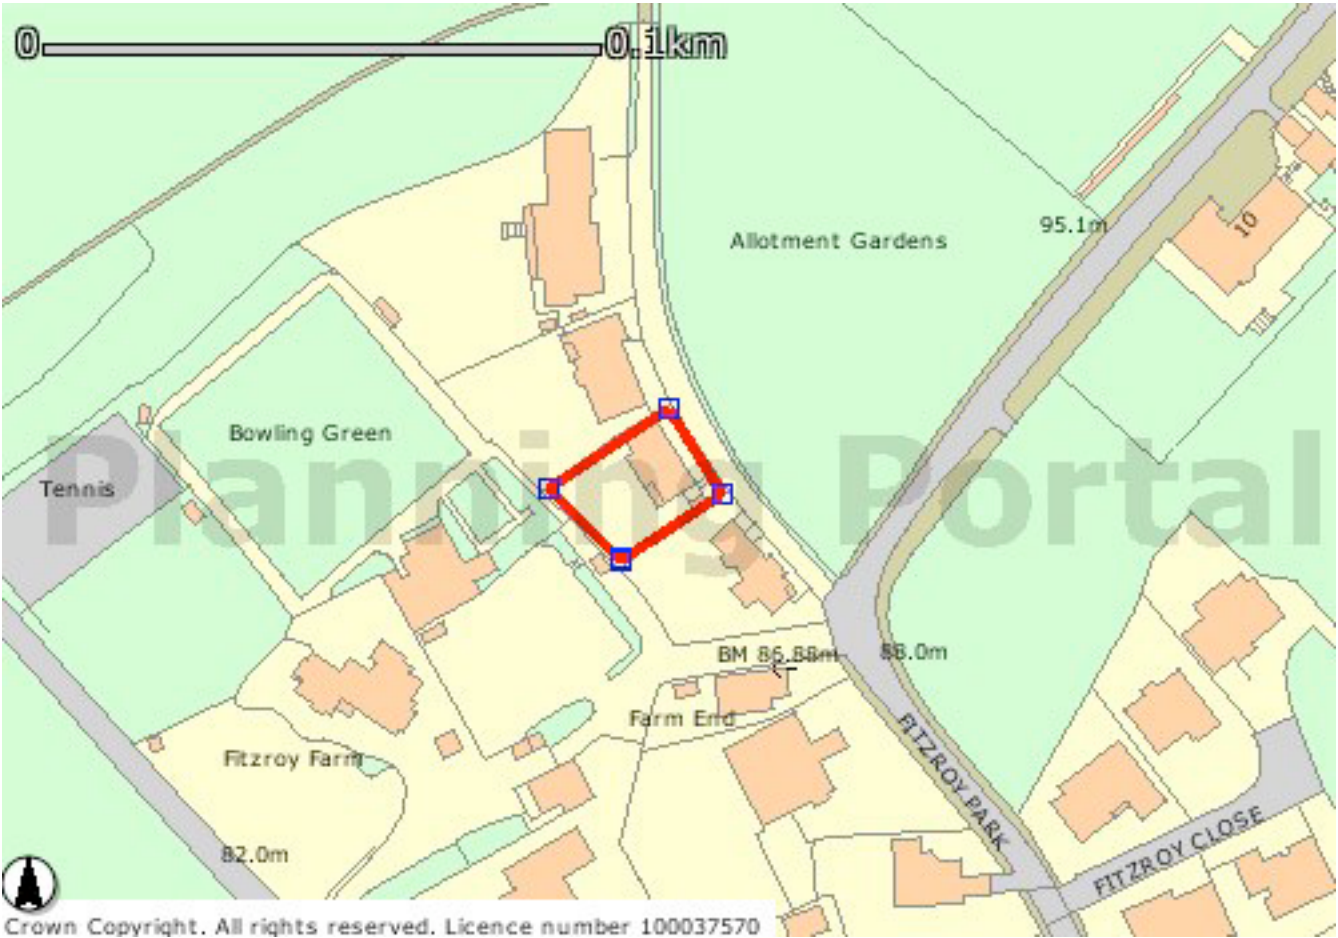 0 0.1km
Allotment Gardens
95.1m
10
Bowling Green
Planning Portal
Tennis
BM 86.88m
88.0m
Farm End
Fitzroy Farm
FITZROY PARK
FITZROY CLOSE
82.0m
Crown Copyright. All rights reserved. Licence number 100037570